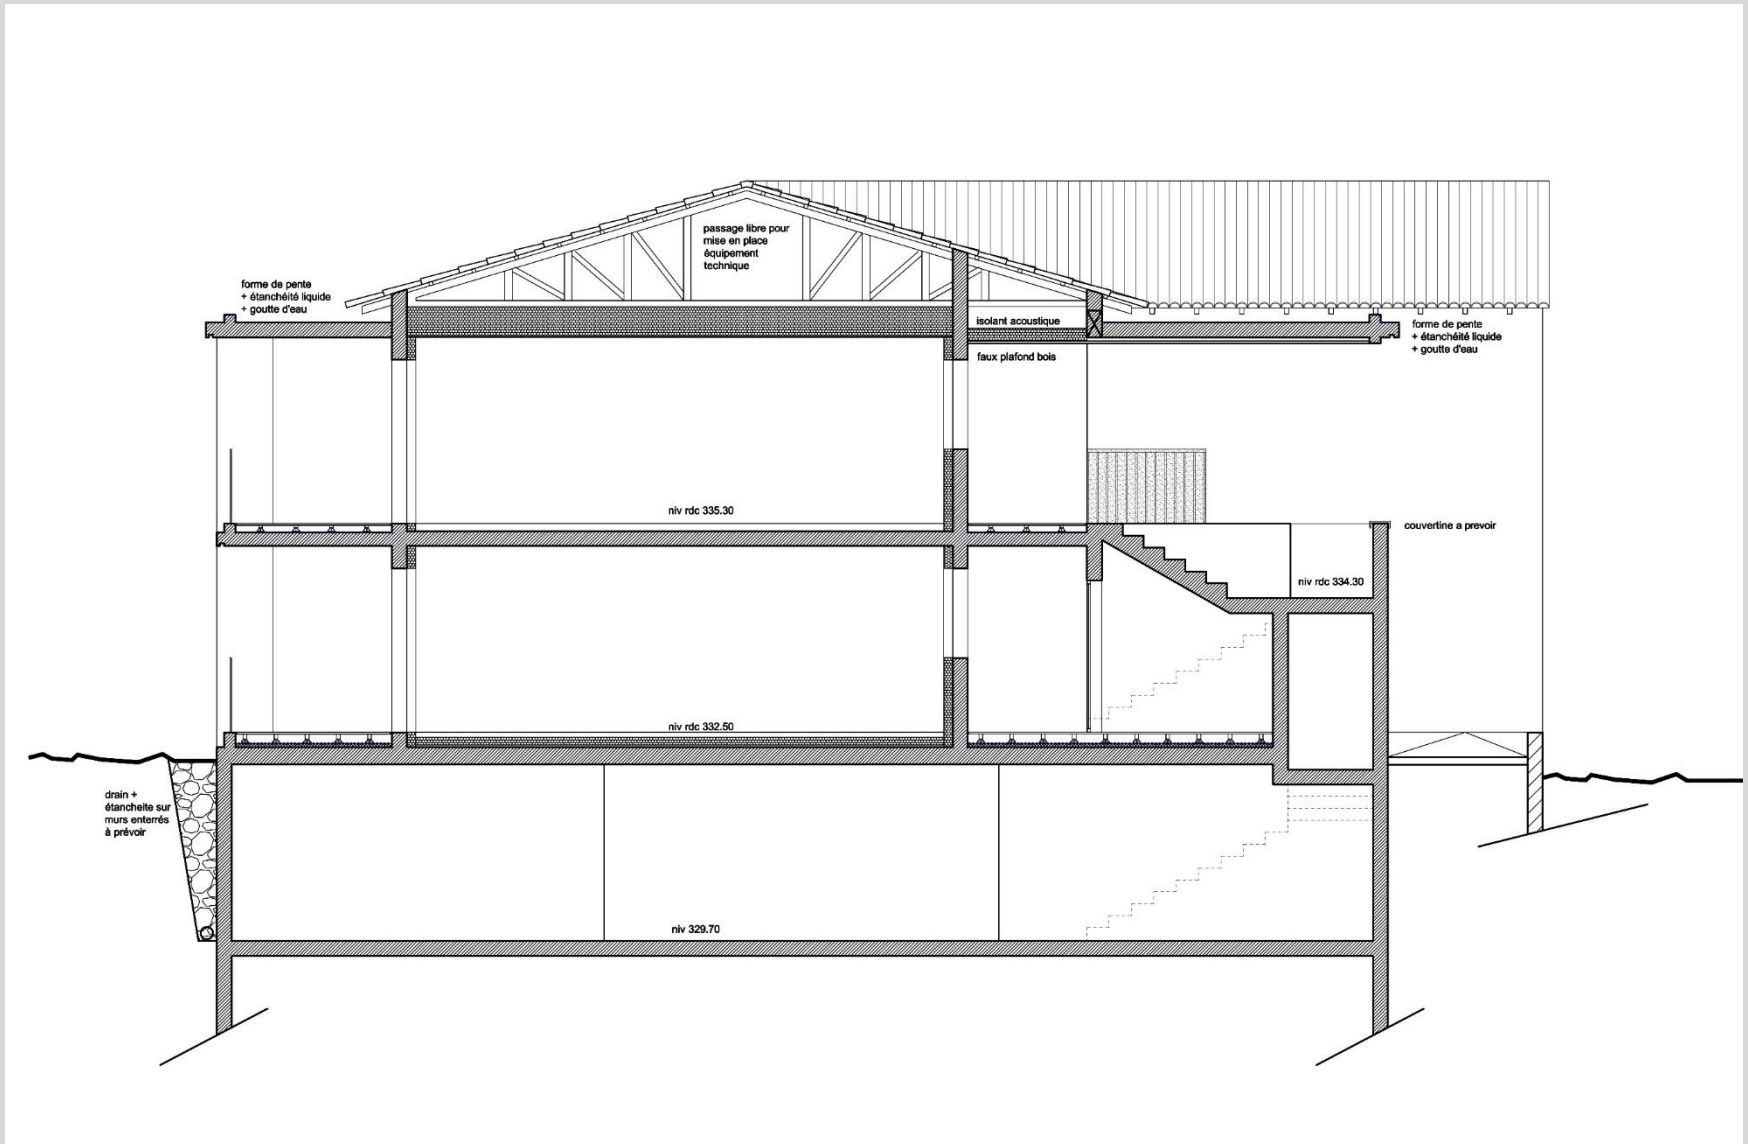 passage libre pour
mise en place
équipement
technique
forme de pente
+ étanchéité liquide
+ goutte d'eau
isolant acoustique
forme de pente
+ étanchéité liquide
+ goutte d'eau
faux plafond bois
niv rdc 335.30
couvertine a prevoir
niv rdc 334.30
niv rdc 332.50
drain +
étancheite sur
murs enterrés
à prévoir
niv 329.70